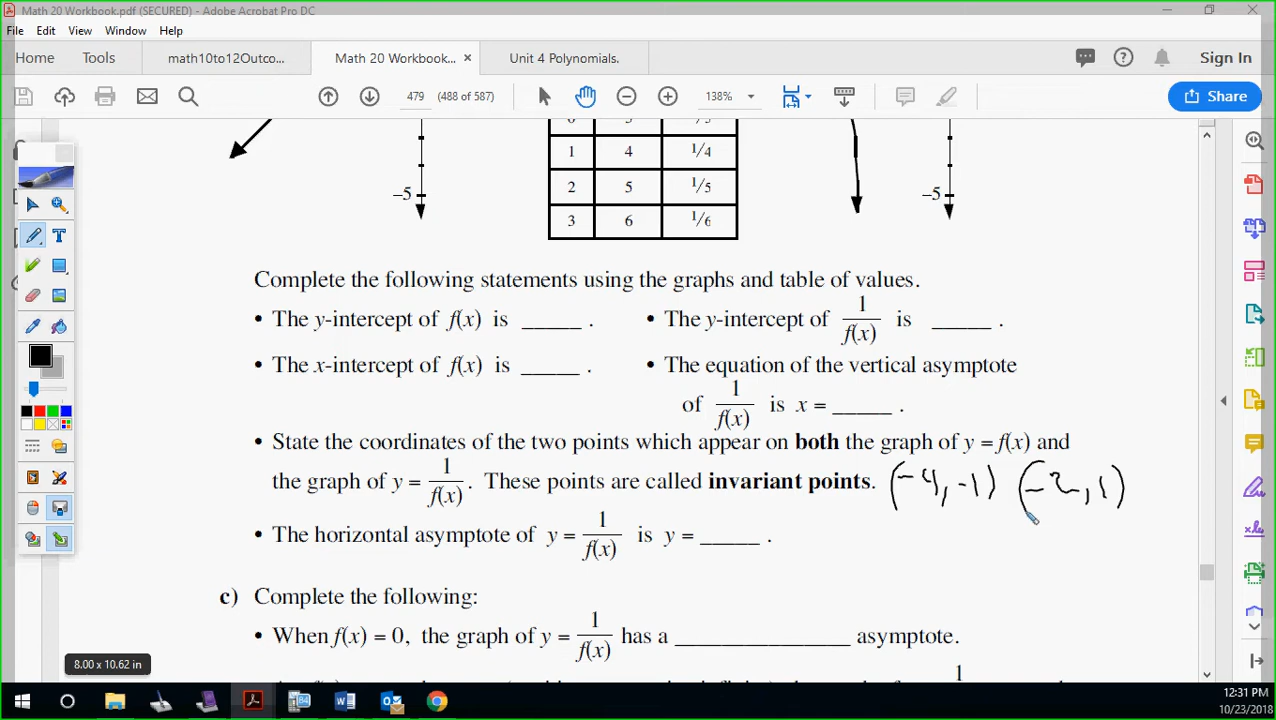 Math 20 Workbook.pdf (SECURED) - Adobe Acrobat Pro DC
File Edit View Window Help
Home Tools math10to12Outco... Math 20 Workbook... × Unit 4 Polynomials. Sign In
479 (488 of 587) 138% Share
1 4 1/4
2 5 1/5
3 6 1/6
–5 –5
Complete the following statements using the graphs and table of values.
• The y-intercept of f(x) is _____ .
• The y-intercept of 1/f(x) is _____ .
• The x-intercept of f(x) is _____ .
• The equation of the vertical asymptote
of 1/f(x) is x = _____ .
• State the coordinates of the two points which appear on both the graph of y = f(x) and
the graph of y = 1/f(x). These points are called invariant points. (-4, -1) (-2, 1)
• The horizontal asymptote of y = 1/f(x) is y = _____ .
c) Complete the following:
• When f(x) = 0, the graph of y = 1/f(x) has a _______________ asymptote.
8.00 x 10.62 in
12:31 PM
10/23/2018